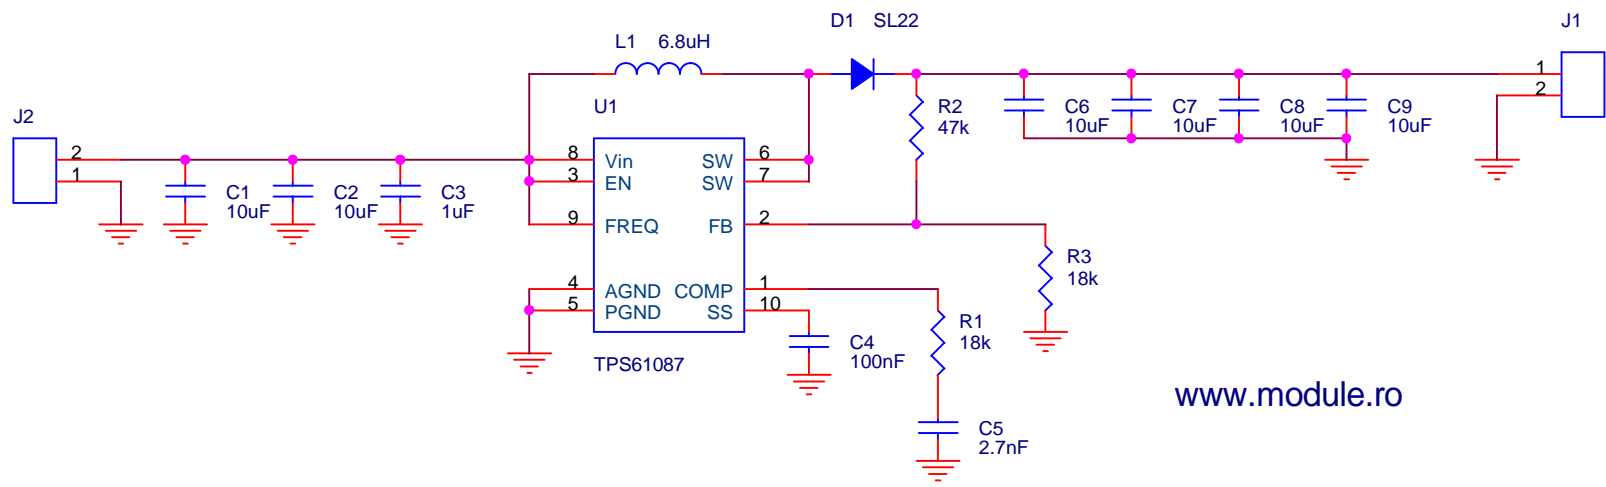 D1 SL22
J1
L1 6.8uH
1
2
U1
R2
47k
C6
10uF
C7
10uF
C8
10uF
C9
10uF
J2
2
1
C1
10uF
C2
10uF
C3
1uF
8 Vin SW 6
3 EN SW 7
9 FREQ FB 2
4 AGND COMP 1
5 PGND SS 10
TPS61087
R3
18k
R1
18k
C4
100nF
C5
2.7nF
www.module.ro